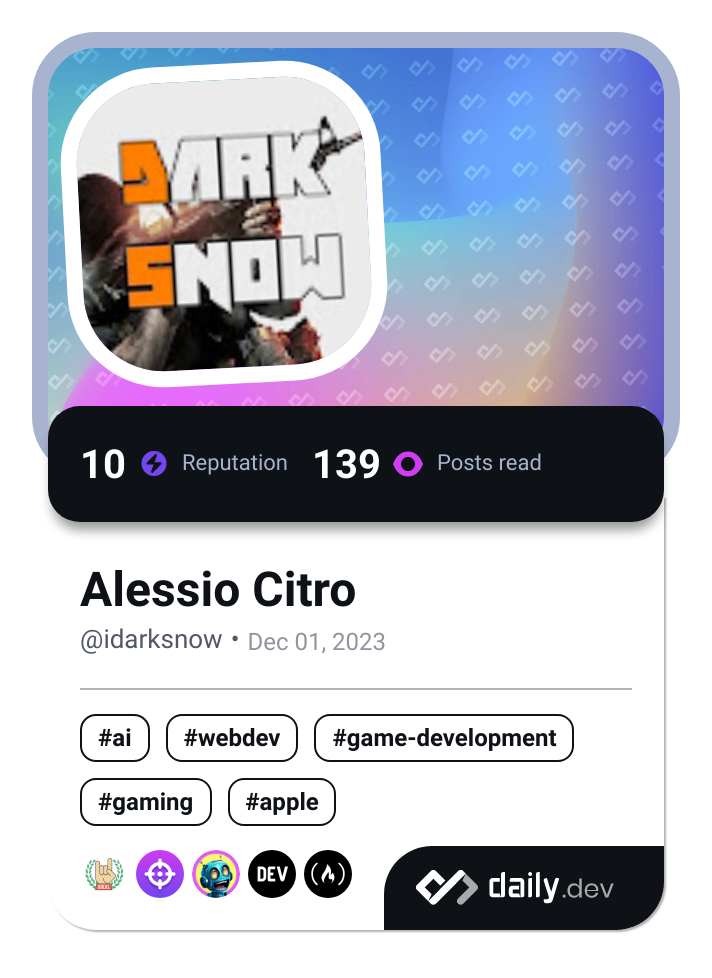 DARK
SNOW
10 Reputation 139 Posts read
Alessio Citro
@idarksnow • Dec 01, 2023
#ai #webdev #game-development
#gaming #apple
DEV
daily.dev